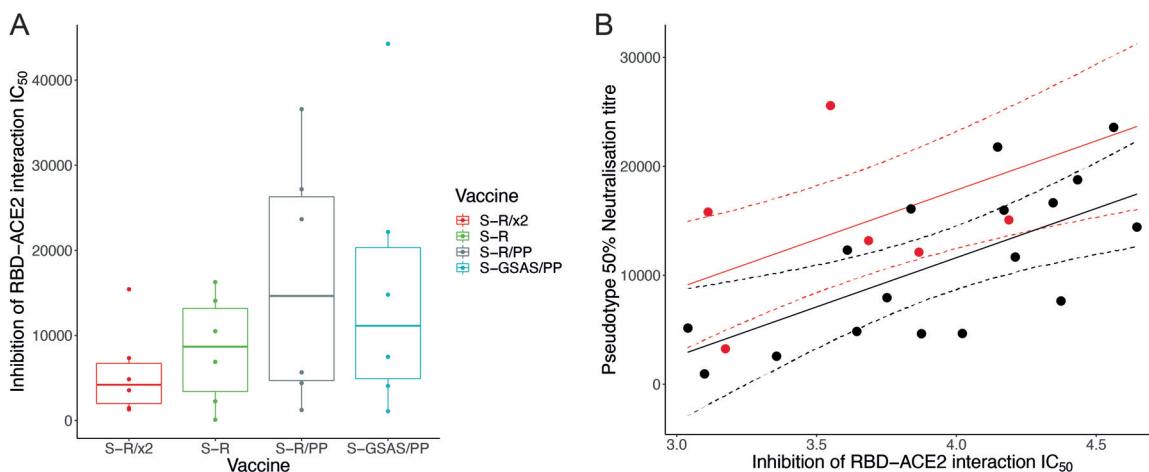 A
Inhibition of RBD−ACE2 interaction IC50
40000
30000
20000
10000
0
S−R/x2
S−R
S−R/PP
S−GSAS/PP
Vaccine
Vaccine
S−R/x2
S−R
S−R/PP
S−GSAS/PP
B
Pseudotype 50% Neutralisation titre
30000
20000
10000
0
3.0
3.5
4.0
4.5
Inhibition of RBD−ACE2 interaction IC50